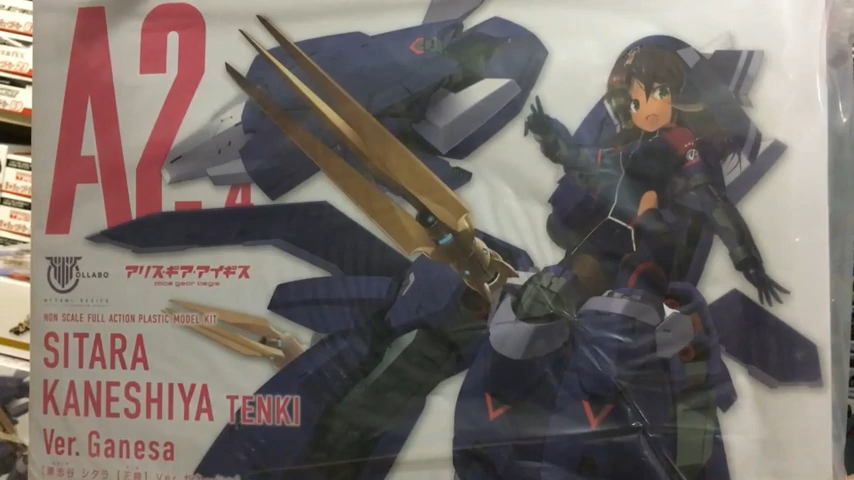 A2
COLLABO
アリス・ギア・アイギス
Alice Gear Aegis
NON SCALE FULL ACTION PLASTIC MODEL KIT
SITARA
KANESHIYA TENKI
Ver. Ganesa